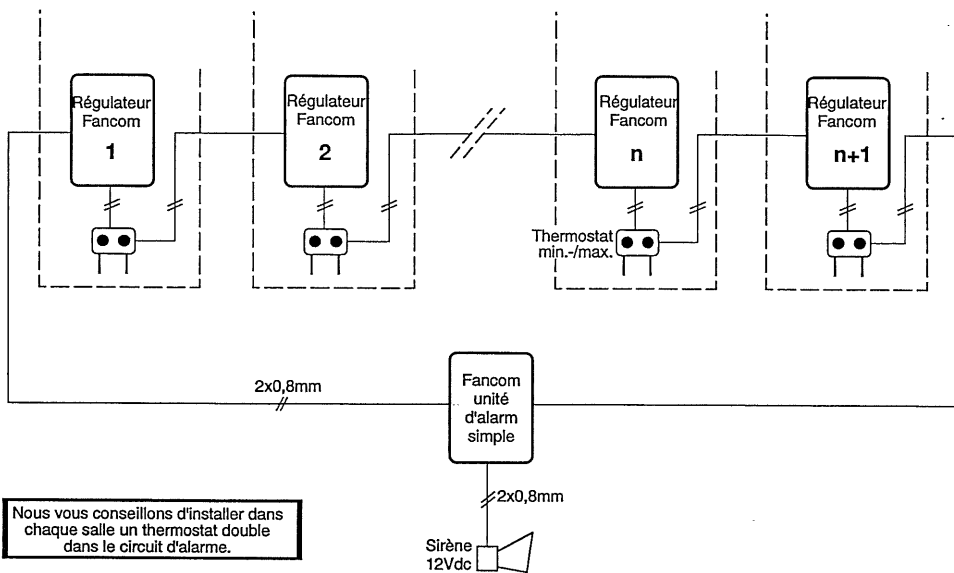 Régulateur
Fancom
1
Régulateur
Fancom
2
Régulateur
Fancom
n
Régulateur
Fancom
n+1
Thermostat
min.-/max.
2x0,8mm
Fancom
unité
d'alarm
simple
2x0,8mm
Sirène
12Vdc
Nous vous conseillons d'installer dans
chaque salle un thermostat double
dans le circuit d'alarme.